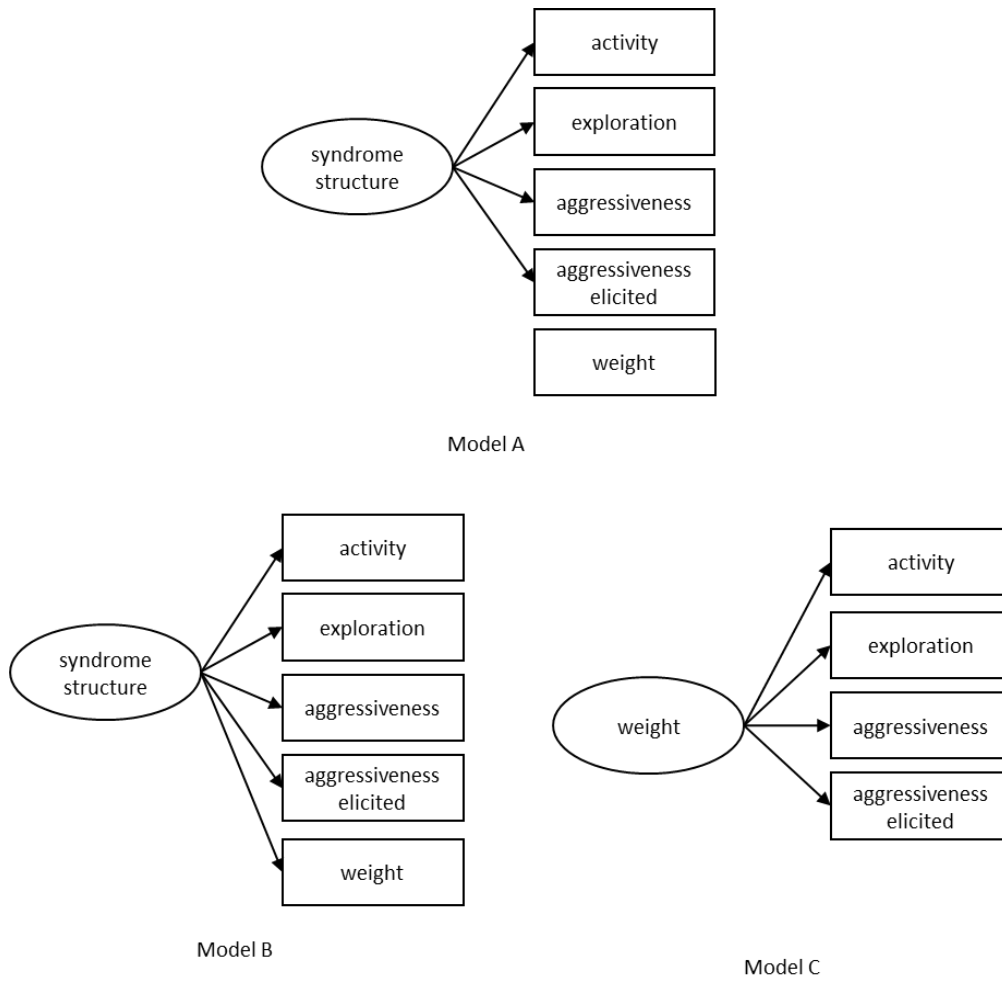 activity
exploration
syndrome
structure
aggressiveness
aggressiveness
elicited
weight
Model A
activity
exploration
syndrome
structure
aggressiveness
aggressiveness
elicited
weight
Model B
activity
exploration
weight
aggressiveness
aggressiveness
elicited
Model C